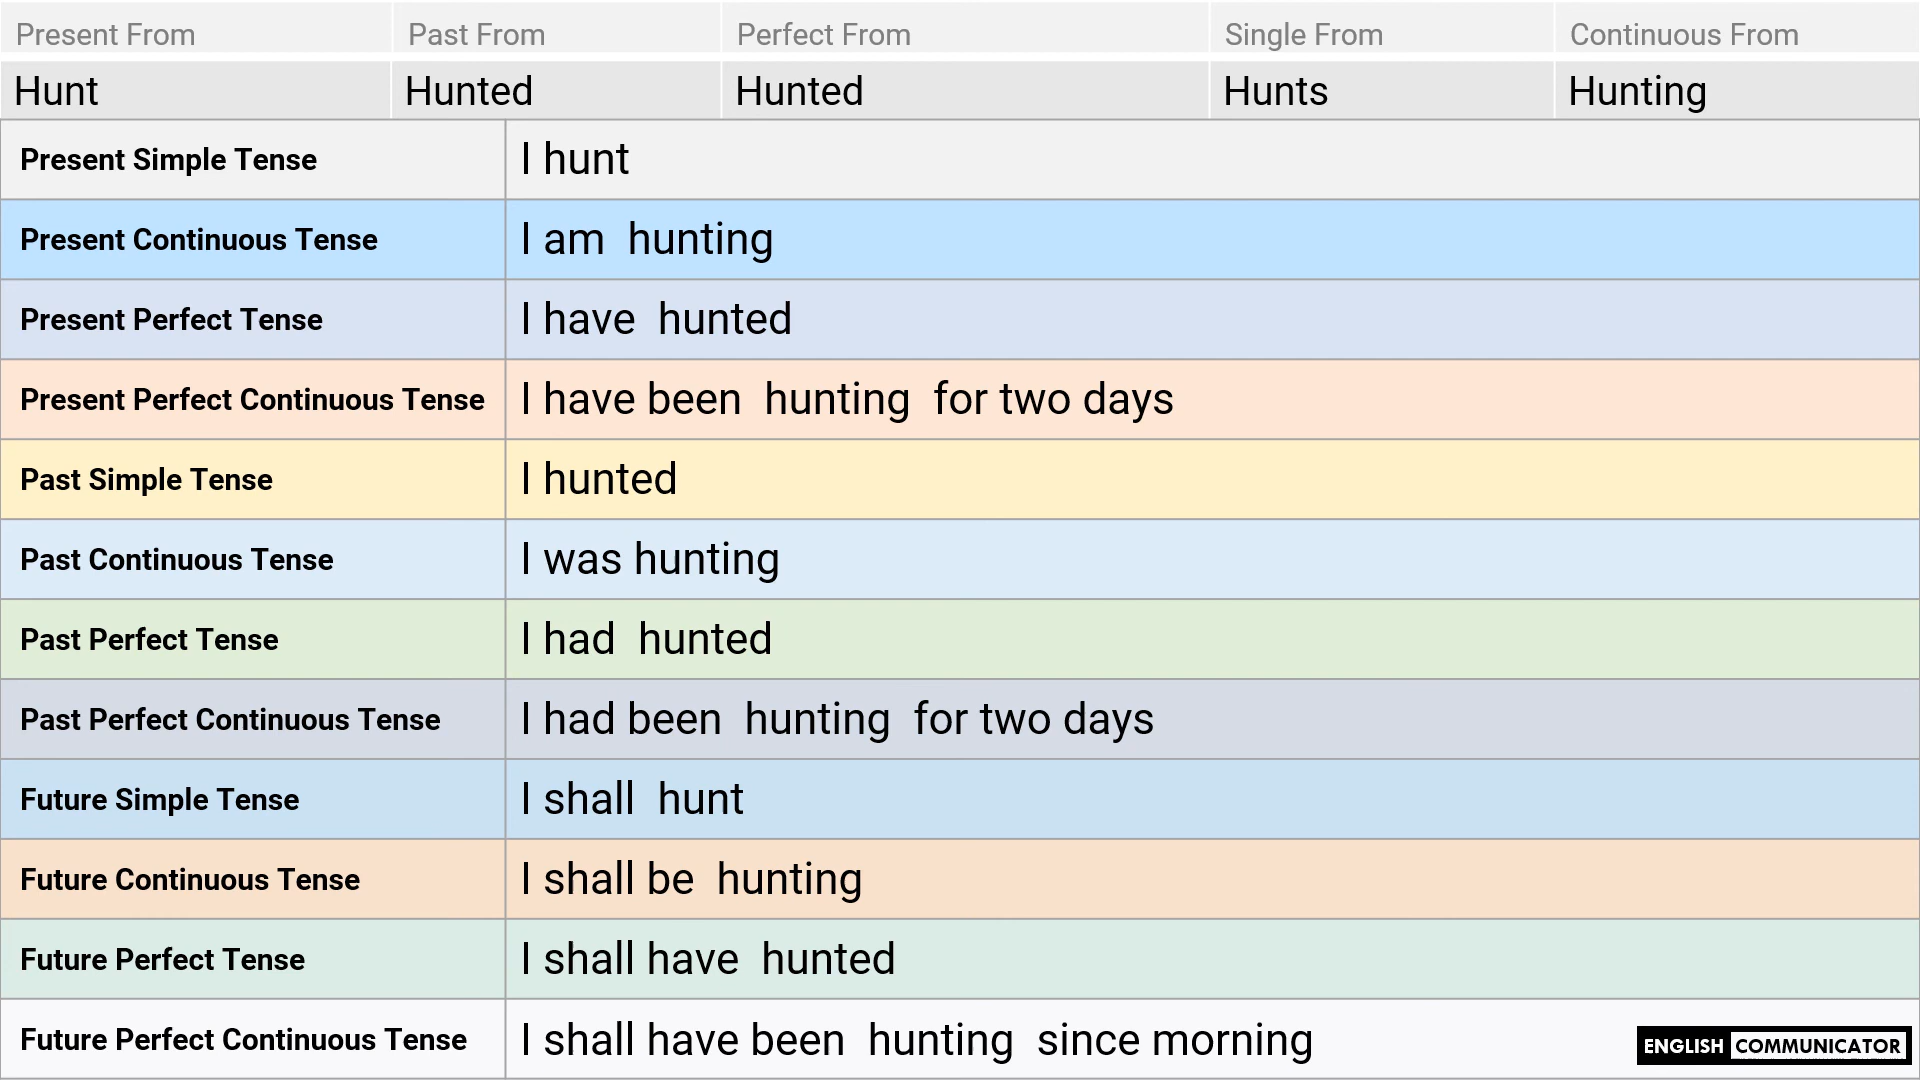 Present From Past From Perfect From Single From Continuous From
Hunt Hunted Hunted Hunts Hunting
Present Simple Tense I hunt
Present Continuous Tense I am hunting
Present Perfect Tense I have hunted
Present Perfect Continuous Tense I have been hunting for two days
Past Simple Tense I hunted
Past Continuous Tense I was hunting
Past Perfect Tense I had hunted
Past Perfect Continuous Tense I had been hunting for two days
Future Simple Tense I shall hunt
Future Continuous Tense I shall be hunting
Future Perfect Tense I shall have hunted
Future Perfect Continuous Tense I shall have been hunting since morning
ENGLISH COMMUNICATOR